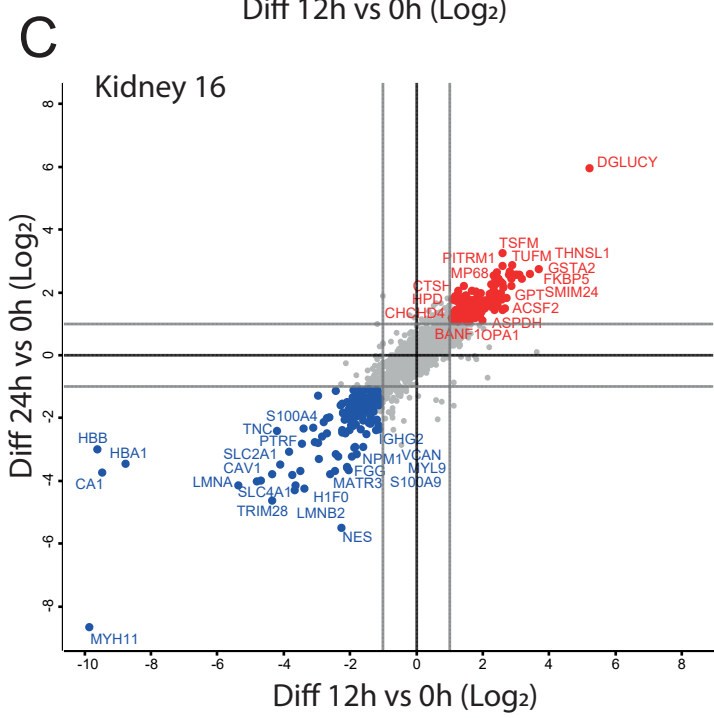 Diff 12h vs 0h (Log₂)
C
Kidney 16
Diff 24h vs 0h (Log₂)
8
6
4
2
0
-2
-4
-6
-8
DGLUCY
TSFM
PITRM1
TUFM
THNSL1
MP68
GSTA2
FKBP5
CTSH
HPD
GPT
SMIM24
CHCHD4
ACSF2
ASPDH
BANF1
OPA1
S100A4
TNC
PTRF
IGHG2
HBB
HBA1
SLC2A1
NPM1
VCAN
CA1
CAV1
FGG
MYL9
LMNA
SLC4A1
MATR3
S100A9
H1F0
TRIM28
LMNB2
NES
MYH11
-10
-8
-6
-4
-2
0
2
4
6
8
Diff 12h vs 0h (Log₂)